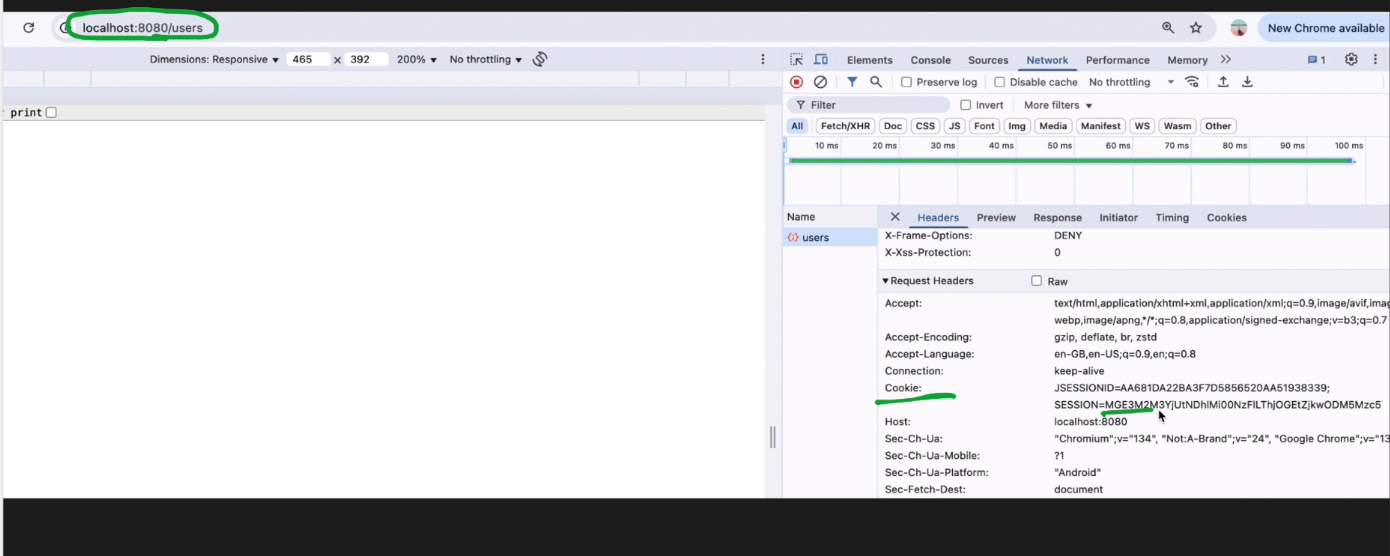 localhost:8080/users
New Chrome available
Dimensions: Responsive 465 x 392 200% No throttling
Elements Console Sources Network Performance Memory 1
Preserve log Disable cache No throttling
print
Filter Invert More filters
All Fetch/XHR Doc CSS JS Font Img Media Manifest WS Wasm Other
10 ms 20 ms 30 ms 40 ms 50 ms 60 ms 70 ms 80 ms 90 ms 100 ms
Name Headers Preview Response Initiator Timing Cookies
users
X-Frame-Options: DENY
X-Xss-Protection: 0
Request Headers Raw
Accept: text/html,application/xhtml+xml,application/xml;q=0.9,image/avif,imag
webp,image/apng,*/*;q=0.8,application/signed-exchange;v=b3;q=0.7
Accept-Encoding: gzip, deflate, br, zstd
Accept-Language: en-GB,en-US;q=0.9,en;q=0.8
Connection: keep-alive
Cookie: JSESSIONID=AA681DA22BA3F7D5856520AA51938339;
SESSION=MGE3M2M3YjUtNDhlMi00NzFlLThjOGEtZjkwODM5Mzc5
Host: localhost:8080
Sec-Ch-Ua: "Chromium";v="134", "Not:A-Brand";v="24", "Google Chrome";v="13
Sec-Ch-Ua-Mobile: ?1
Sec-Ch-Ua-Platform: "Android"
Sec-Fetch-Dest: document